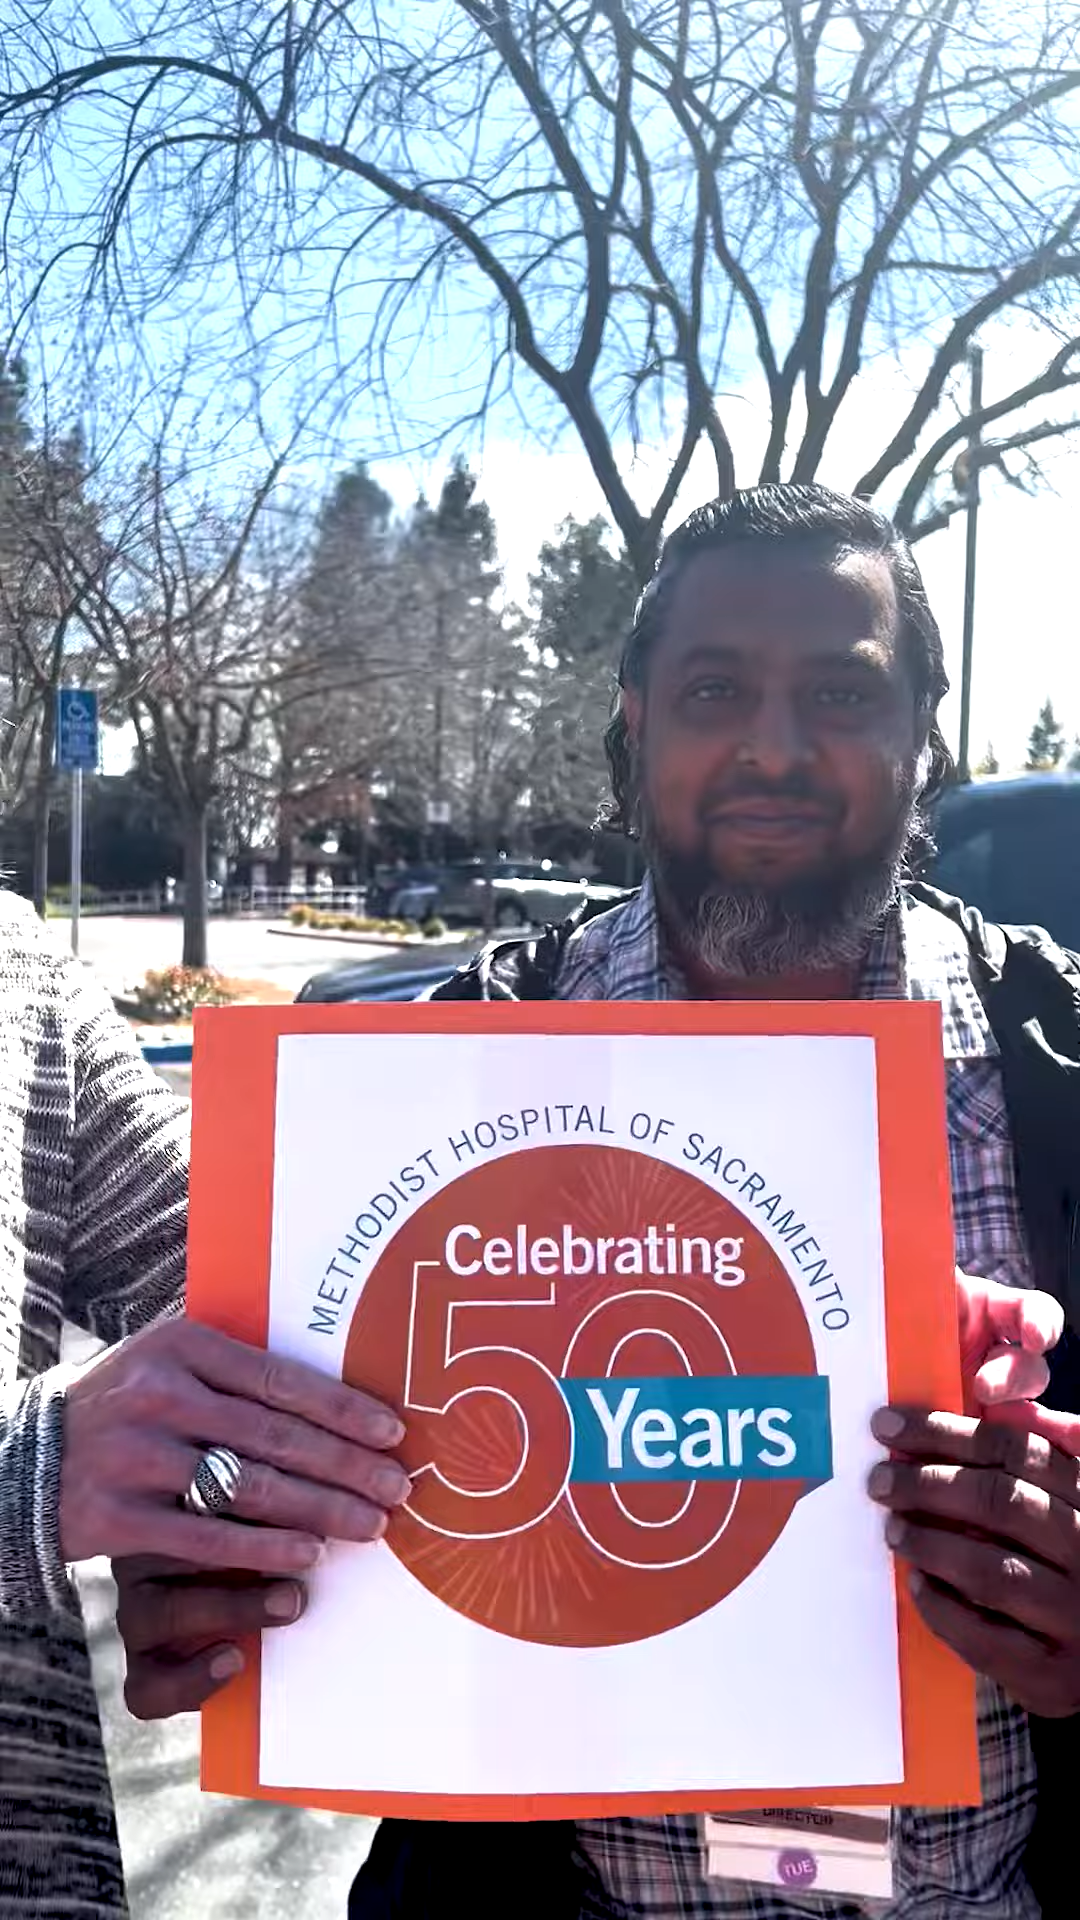 METHODIST HOSPITAL OF SACRAMENTO
Celebrating
50
Years
DIRECTOR
TUE